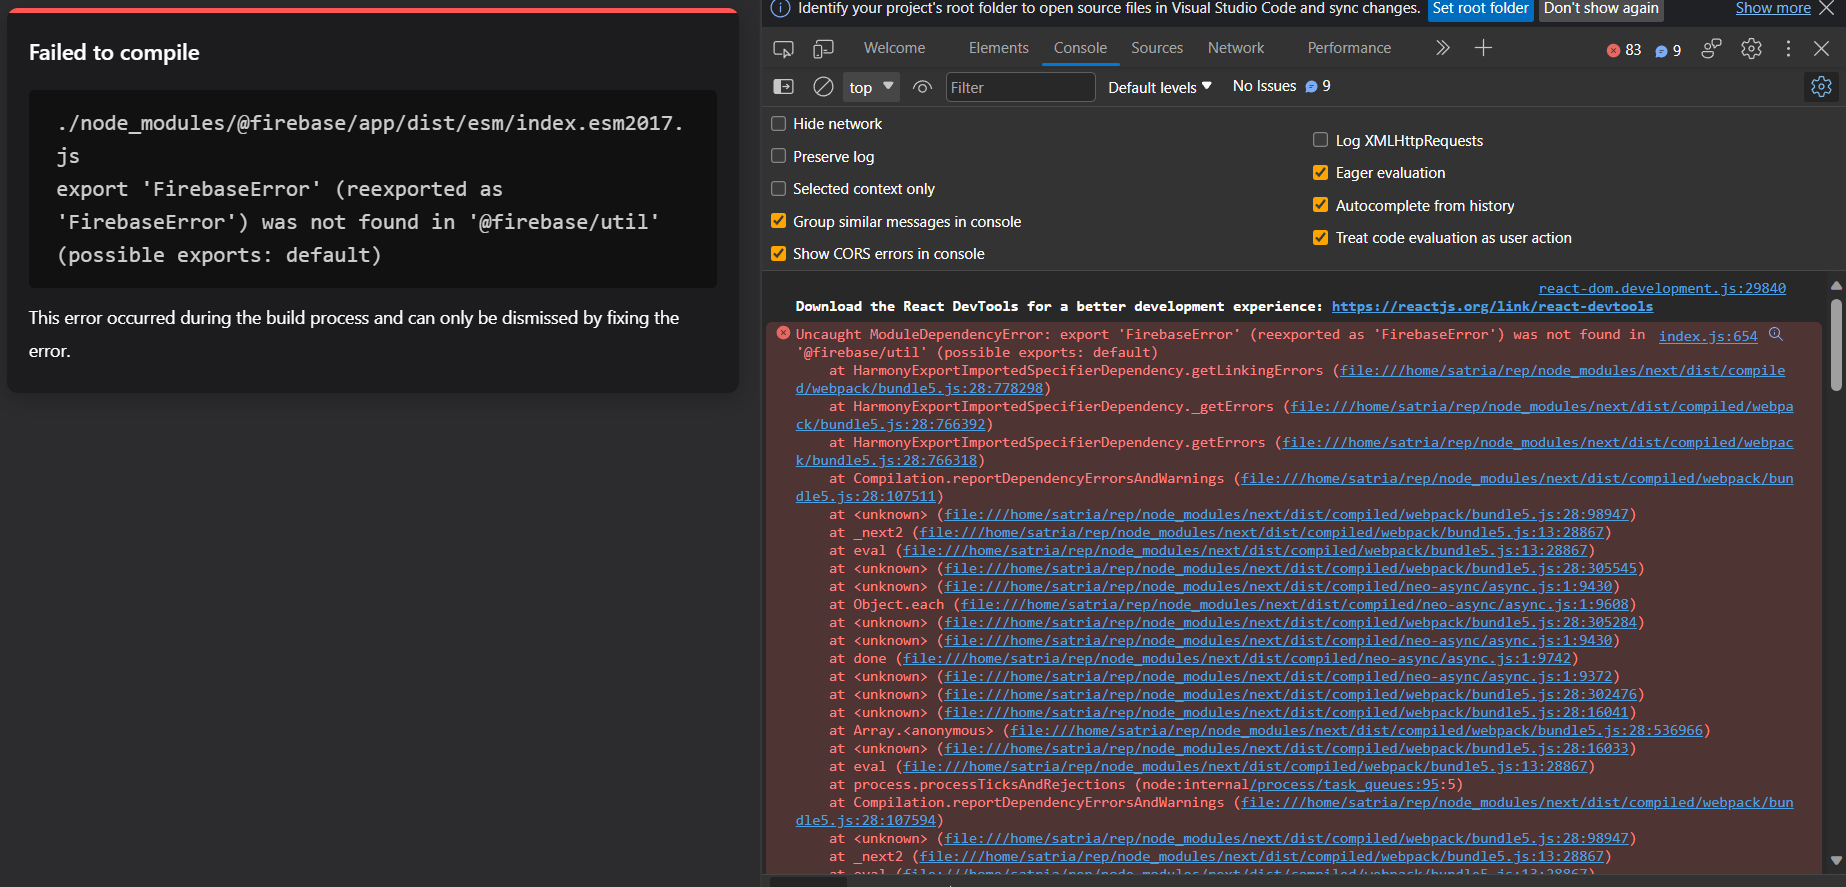 Failed to compile
./node_modules/@firebase/app/dist/esm/index.esm2017.
js
export 'FirebaseError' (reexported as
'FirebaseError') was not found in '@firebase/util'
(possible exports: default)
This error occurred during the build process and can only be dismissed by fixing the
error.
Identify your project's root folder to open source files in Visual Studio Code and sync changes. Set root folder Don't show again Show more
Welcome Elements Console Sources Network Performance 83 9
top Filter Default levels No Issues 9
Hide network
Preserve log
Selected context only
Group similar messages in console
Show CORS errors in console
Log XMLHttpRequests
Eager evaluation
Autocomplete from history
Treat code evaluation as user action
react-dom.development.js:29840
Download the React DevTools for a better development experience: https://reactjs.org/link/react-devtools
Uncaught ModuleDependencyError: export 'FirebaseError' (reexported as 'FirebaseError') was not found in index.js:654
'@firebase/util' (possible exports: default)
at HarmonyExportImportedSpecifierDependency.getLinkingErrors (file:///home/satria/rep/node_modules/next/dist/compile
d/webpack/bundle5.js:28:778298)
at HarmonyExportImportedSpecifierDependency._getErrors (file:///home/satria/rep/node_modules/next/dist/compiled/webpa
ck/bundle5.js:28:766392)
at HarmonyExportImportedSpecifierDependency.getErrors (file:///home/satria/rep/node_modules/next/dist/compiled/webpac
k/bundle5.js:28:766318)
at Compilation.reportDependencyErrorsAndWarnings (file:///home/satria/rep/node_modules/next/dist/compiled/webpack/bun
dle5.js:28:107511)
at <unknown> (file:///home/satria/rep/node_modules/next/dist/compiled/webpack/bundle5.js:28:98947)
at _next2 (file:///home/satria/rep/node_modules/next/dist/compiled/webpack/bundle5.js:13:28867)
at eval (file:///home/satria/rep/node_modules/next/dist/compiled/webpack/bundle5.js:13:28867)
at <unknown> (file:///home/satria/rep/node_modules/next/dist/compiled/webpack/bundle5.js:28:305545)
at <unknown> (file:///home/satria/rep/node_modules/next/dist/compiled/neo-async/async.js:1:9430)
at Object.each (file:///home/satria/rep/node_modules/next/dist/compiled/neo-async/async.js:1:9608)
at <unknown> (file:///home/satria/rep/node_modules/next/dist/compiled/webpack/bundle5.js:28:305284)
at <unknown> (file:///home/satria/rep/node_modules/next/dist/compiled/neo-async/async.js:1:9430)
at done (file:///home/satria/rep/node_modules/next/dist/compiled/neo-async/async.js:1:9742)
at <unknown> (file:///home/satria/rep/node_modules/next/dist/compiled/neo-async/async.js:1:9372)
at <unknown> (file:///home/satria/rep/node_modules/next/dist/compiled/webpack/bundle5.js:28:302476)
at <unknown> (file:///home/satria/rep/node_modules/next/dist/compiled/webpack/bundle5.js:28:16041)
at Array.<anonymous> (file:///home/satria/rep/node_modules/next/dist/compiled/webpack/bundle5.js:28:536966)
at <unknown> (file:///home/satria/rep/node_modules/next/dist/compiled/webpack/bundle5.js:28:16033)
at eval (file:///home/satria/rep/node_modules/next/dist/compiled/webpack/bundle5.js:13:28867)
at process.processTicksAndRejections (node:internal/process/task_queues:95:5)
at Compilation.reportDependencyErrorsAndWarnings (file:///home/satria/rep/node_modules/next/dist/compiled/webpack/bun
dle5.js:28:107594)
at <unknown> (file:///home/satria/rep/node_modules/next/dist/compiled/webpack/bundle5.js:28:98947)
at _next2 (file:///home/satria/rep/node_modules/next/dist/compiled/webpack/bundle5.js:13:28867)